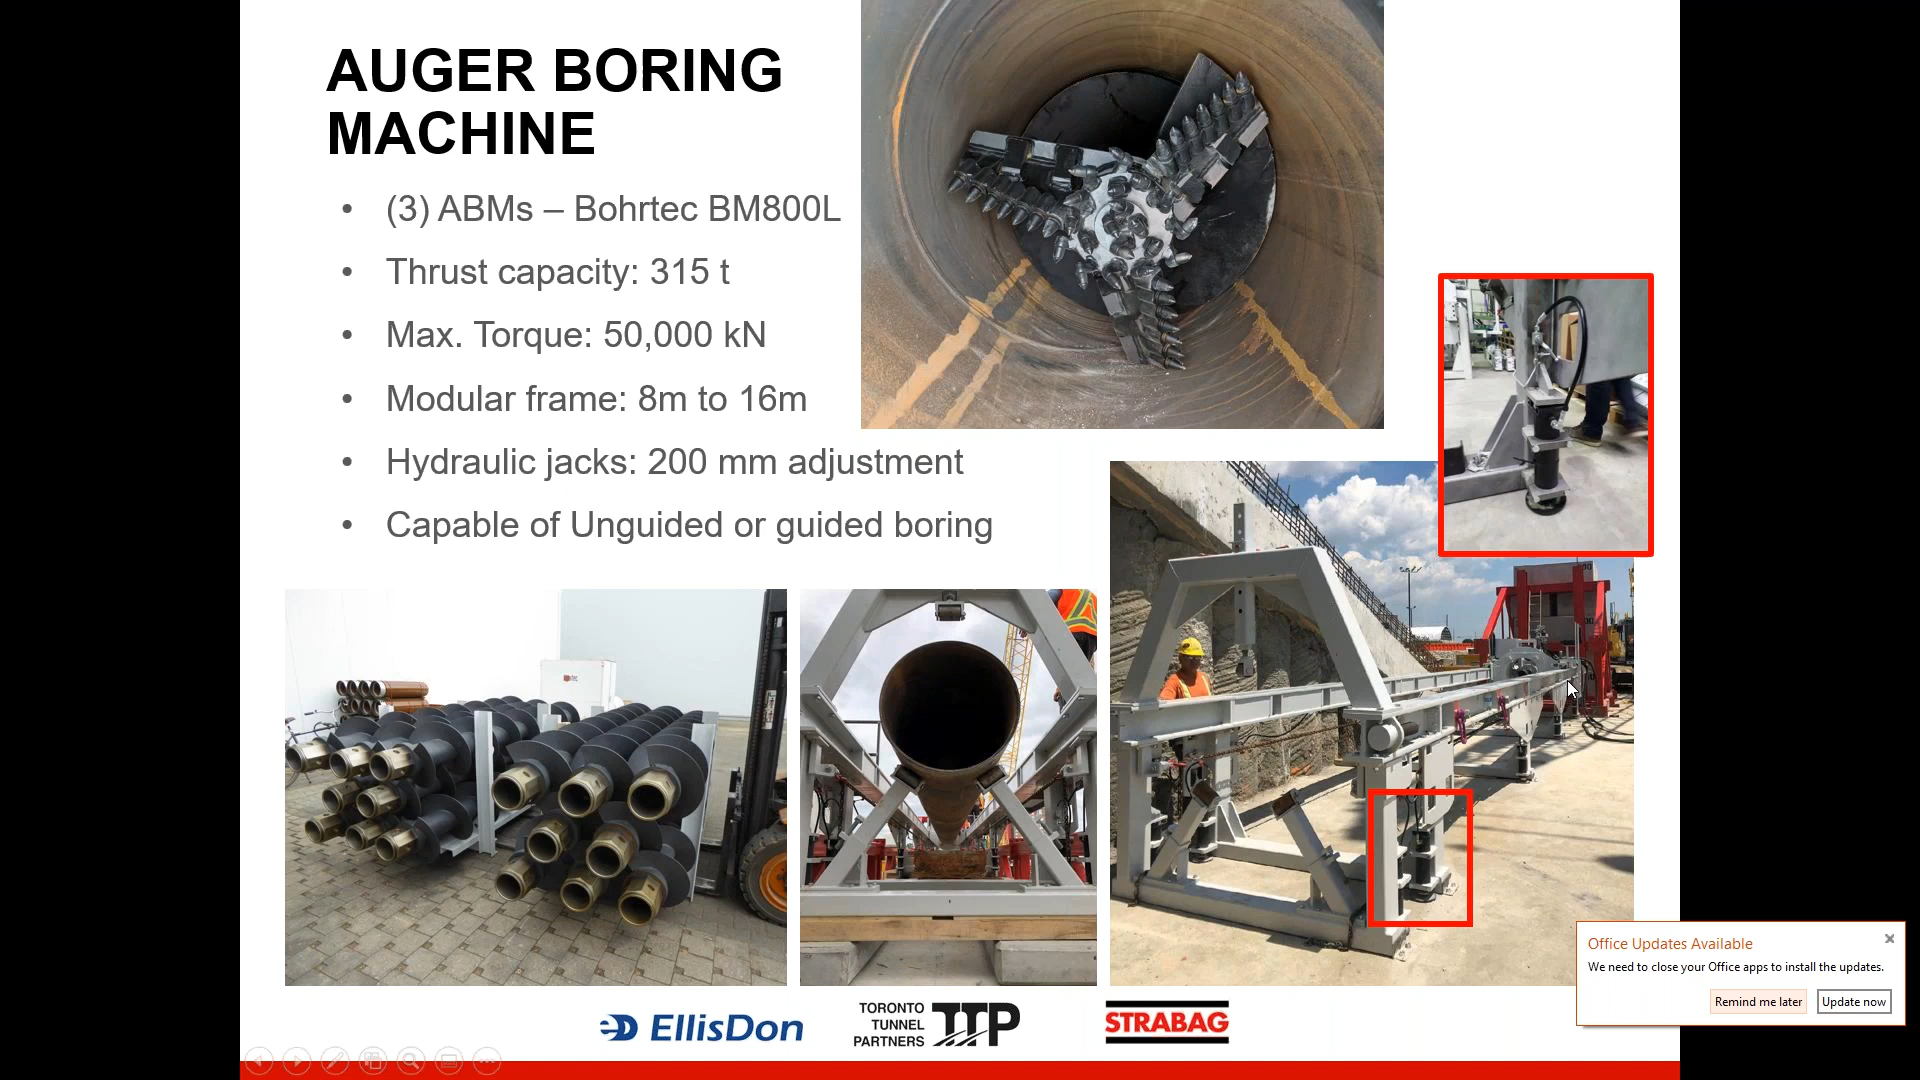 AUGER BORING
MACHINE
• (3) ABMs – Bohrtec BM800L
• Thrust capacity: 315 t
• Max. Torque: 50,000 kN
• Modular frame: 8m to 16m
• Hydraulic jacks: 200 mm adjustment
• Capable of Unguided or guided boring
EllisDon
TORONTO
TUNNEL
PARTNERS
TTP
STRABAG
Office Updates Available
We need to close your Office apps to install the updates.
Remind me later
Update now